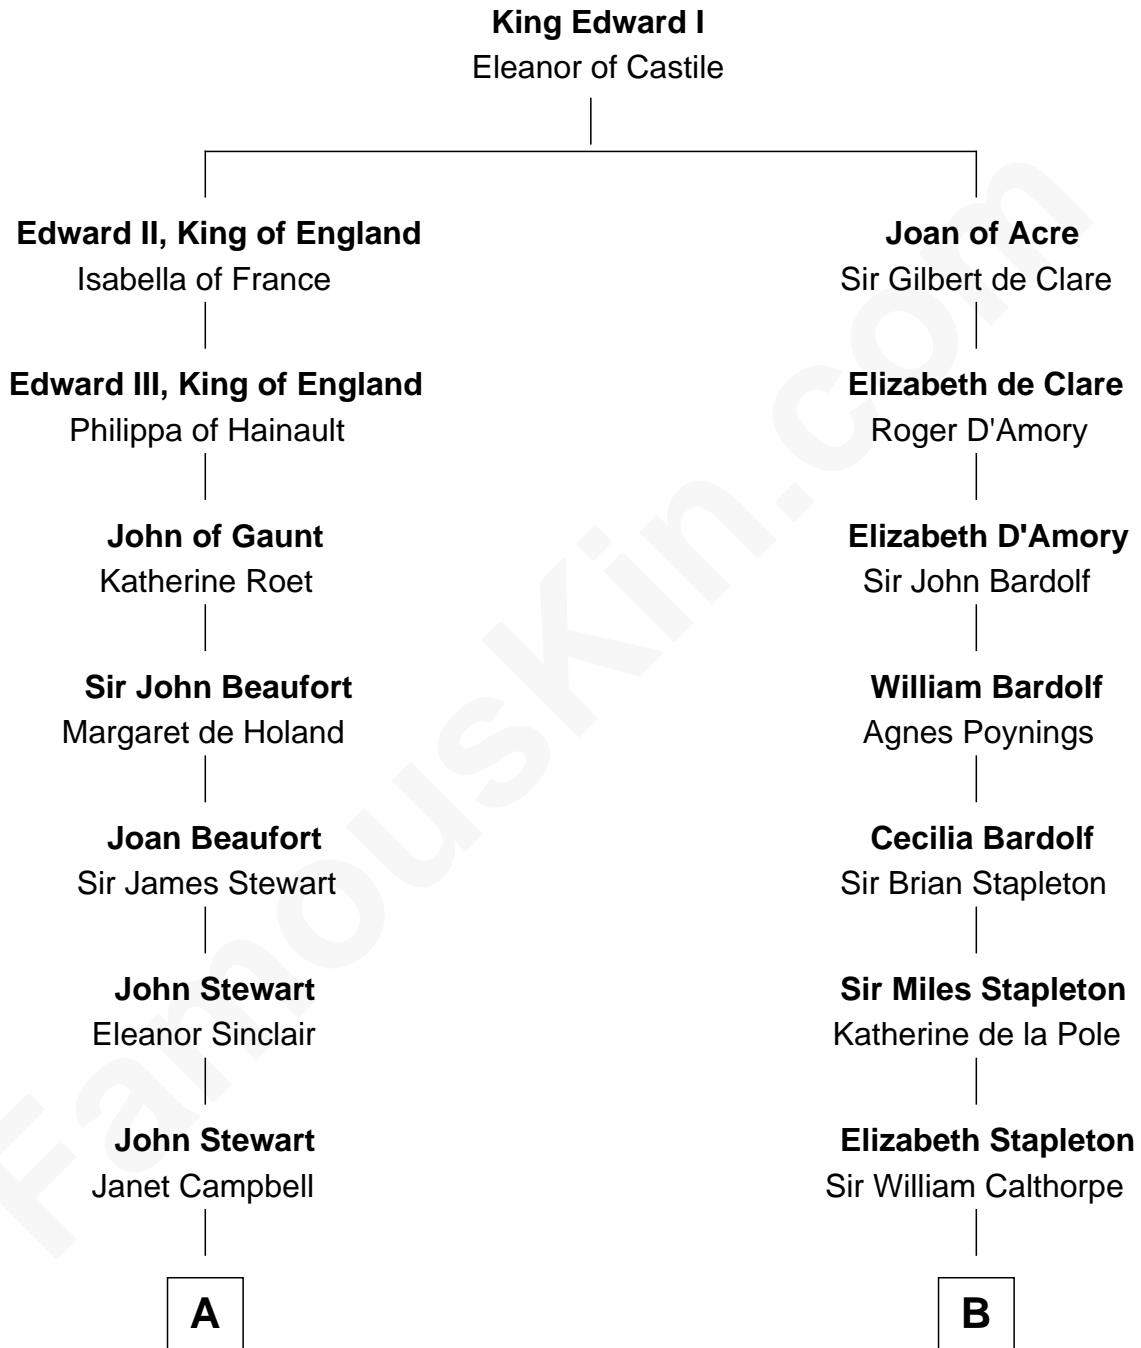 King Edward I
Eleanor of Castile
Edward II, King of England
Isabella of France
Joan of Acre
Sir Gilbert de Clare
Edward III, King of England
Philippa of Hainault
Elizabeth de Clare
Roger D'Amory
John of Gaunt
Katherine Roet
Elizabeth D'Amory
Sir John Bardolf
Sir John Beaufort
Margaret de Holand
William Bardolf
Agnes Poynings
Joan Beaufort
Sir James Stewart
Cecilia Bardolf
Sir Brian Stapleton
John Stewart
Eleanor Sinclair
Sir Miles Stapleton
Katherine de la Pole
John Stewart
Janet Campbell
Elizabeth Stapleton
Sir William Calthorpe
A
B
FamousKin.com